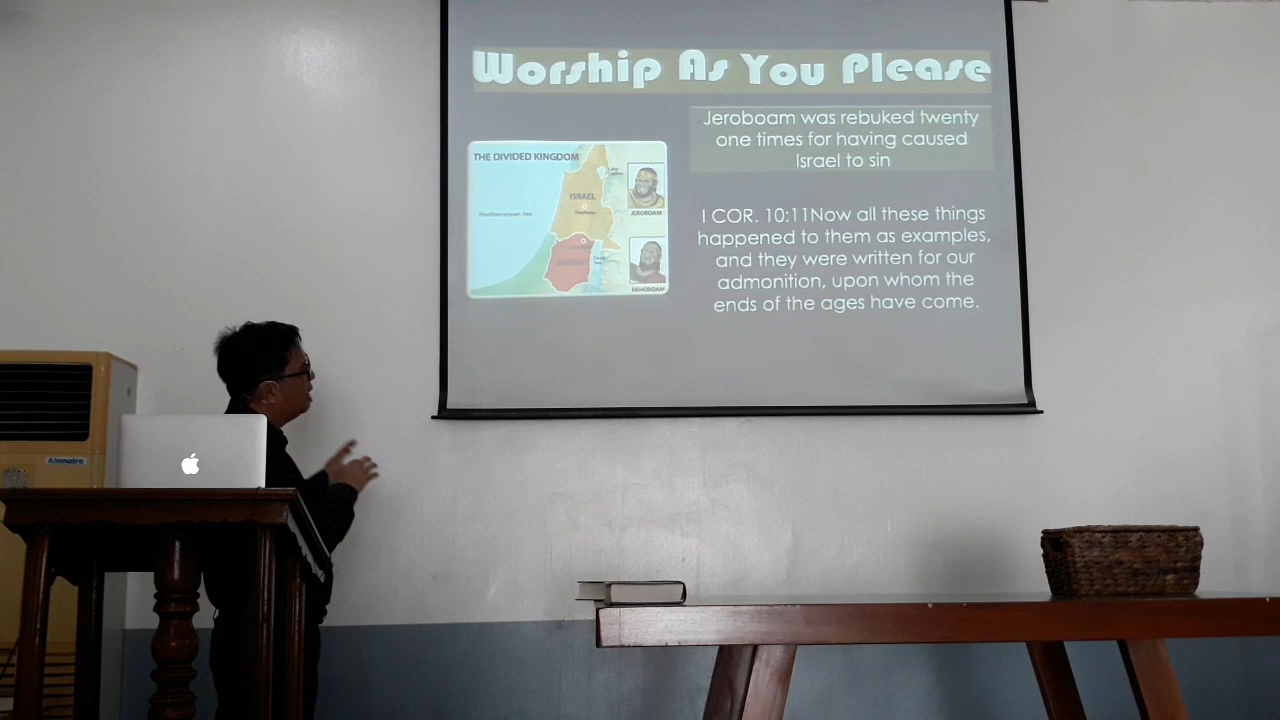 Worship As You Please
Jeroboam was rebuked twenty
one times for having caused
Israel to sin
THE DIVIDED KINGDOM
ISRAEL
Mediterranean Sea
JEROBOAM
JUDAH
REHOBOAM
I COR. 10:11Now all these things
happened to them as examples,
and they were written for our
admonition, upon whom the
ends of the ages have come.